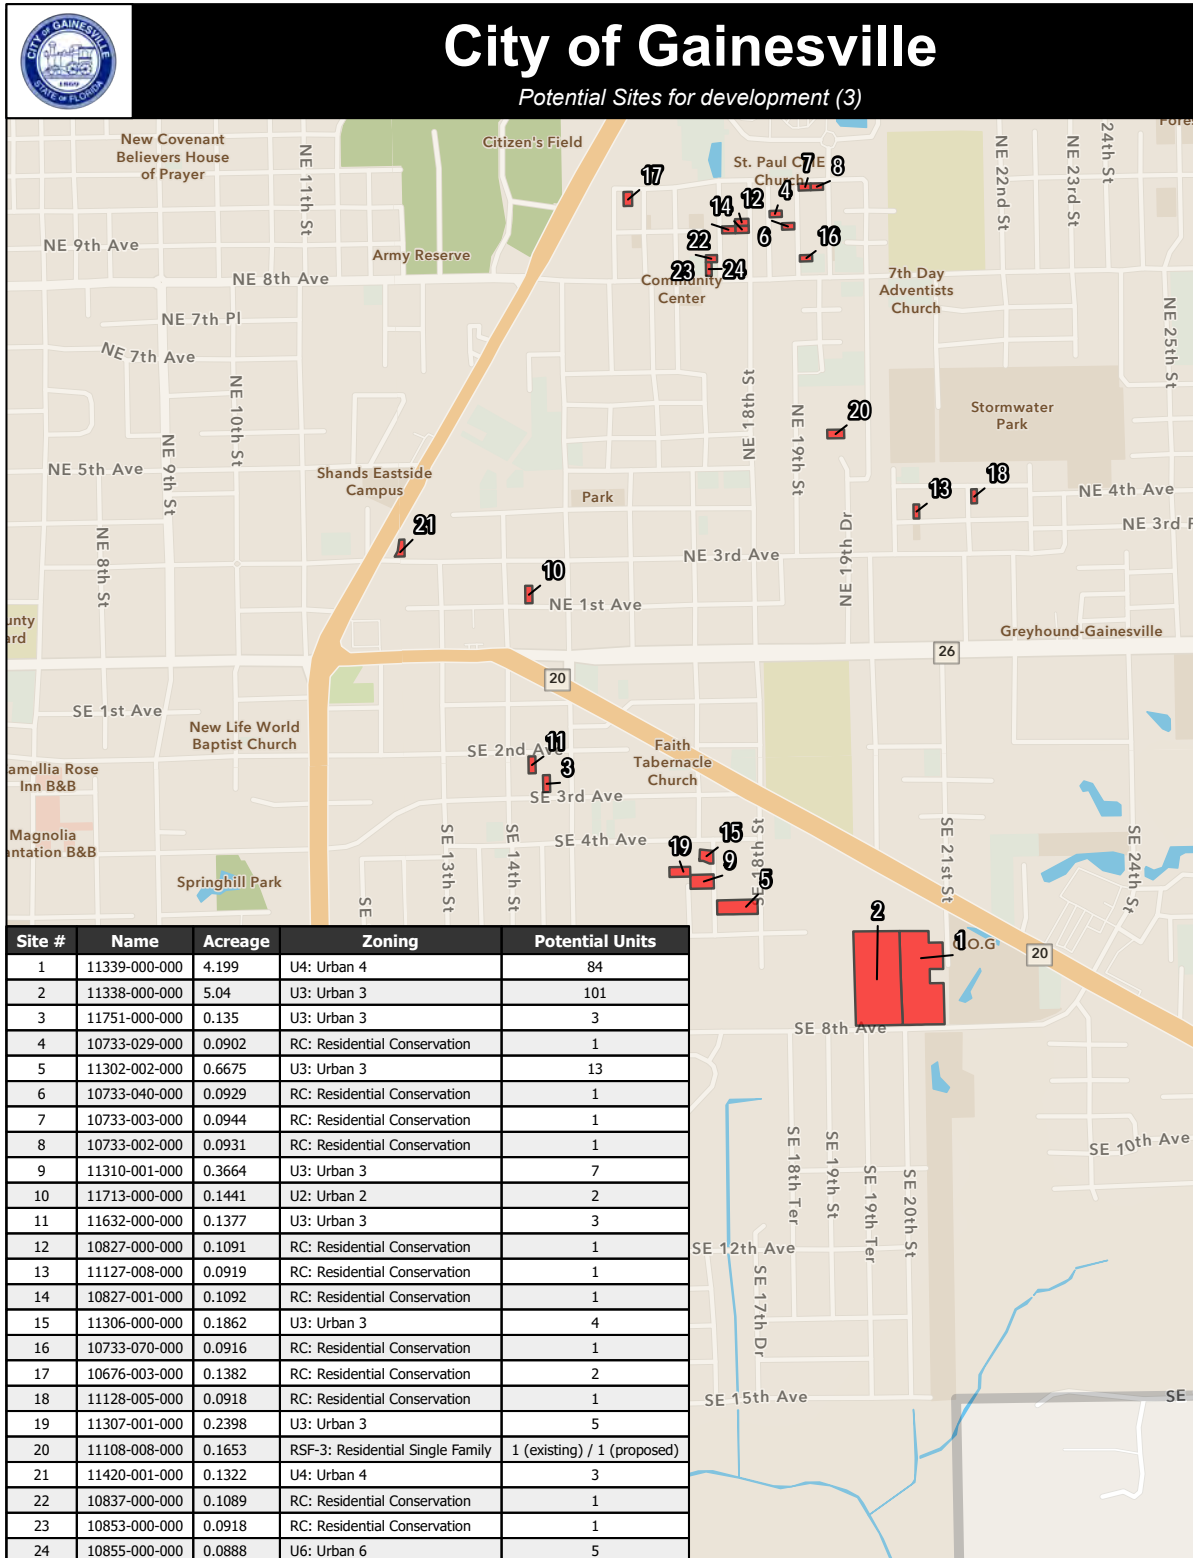 CITY OF GAINESVILLE
1869
STATE OF FLORIDA
City of Gainesville
Potential Sites for development (3)
New Covenant
Believers House
of Prayer
NE 11th St
Citizen's Field
St. Paul CME
Church
NE 22nd St
NE 23rd St
24th St
17
7
8
4
12
14
6
16
22
23
24
NE 9th Ave
Army Reserve
NE 8th Ave
Community
Center
7th Day
Adventists
Church
NE 7th Pl
NE 7th Ave
NE 25th St
NE 10th St
NE 18th St
NE 19th St
20
Stormwater
Park
NE 5th Ave
NE 9th St
Shands Eastside
Campus
Park
13
18
NE 4th Ave
NE 3rd
21
NE 8th St
NE 3rd Ave
NE 19th Dr
10
NE 1st Ave
Greyhound-Gainesville
26
20
SE 1st Ave
New Life World
Baptist Church
SE 2nd Ave
11
3
SE 3rd Ave
Faith
Tabernacle
Church
amellia Rose
Inn B&B
Magnolia
antation B&B
SE 4th Ave
15
19
9
5
SE 18th St
SE 21st St
SE 24th St
SE 13th St
SE 14th St
SE
Springhill Park
2
1
O.G
20
SE 8th Ave
SE 10th Ave
SE 18th Ter
SE 19th St
SE 19th Ter
SE 20th St
SE 12th Ave
SE 17th Dr
SE 15th Ave
SE
Site # Name Acreage Zoning Potential Units
1 11339-000-000 4.199 U4: Urban 4 84
2 11338-000-000 5.04 U3: Urban 3 101
3 11751-000-000 0.135 U3: Urban 3 3
4 10733-029-000 0.0902 RC: Residential Conservation 1
5 11302-002-000 0.6675 U3: Urban 3 13
6 10733-040-000 0.0929 RC: Residential Conservation 1
7 10733-003-000 0.0944 RC: Residential Conservation 1
8 10733-002-000 0.0931 RC: Residential Conservation 1
9 11310-001-000 0.3664 U3: Urban 3 7
10 11713-000-000 0.1441 U2: Urban 2 2
11 11632-000-000 0.1377 U3: Urban 3 3
12 10827-000-000 0.1091 RC: Residential Conservation 1
13 11127-008-000 0.0919 RC: Residential Conservation 1
14 10827-001-000 0.1092 RC: Residential Conservation 1
15 11306-000-000 0.1862 U3: Urban 3 4
16 10733-070-000 0.0916 RC: Residential Conservation 1
17 10676-003-000 0.1382 RC: Residential Conservation 2
18 11128-005-000 0.0918 RC: Residential Conservation 1
19 11307-001-000 0.2398 U3: Urban 3 5
20 11108-008-000 0.1653 RSF-3: Residential Single Family 1 (existing) / 1 (proposed)
21 11420-001-000 0.1322 U4: Urban 4 3
22 10837-000-000 0.1089 RC: Residential Conservation 1
23 10853-000-000 0.0918 RC: Residential Conservation 1
24 10855-000-000 0.0888 U6: Urban 6 5